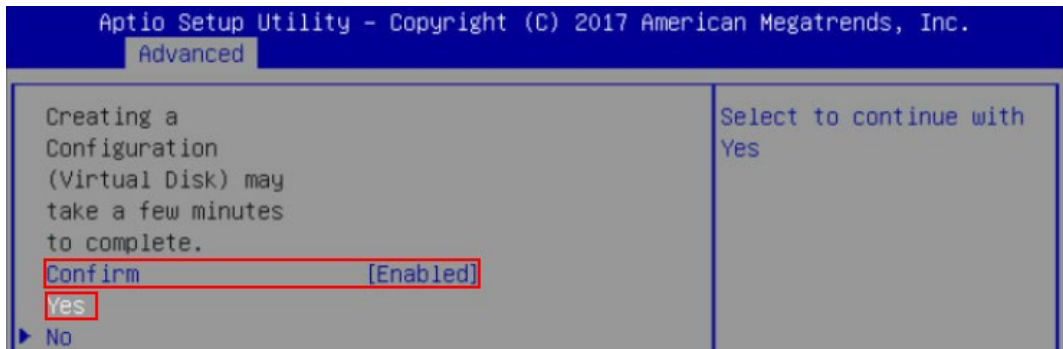 Aptio Setup Utility – Copyright (C) 2017 American Megatrends, Inc.
Advanced
Creating a
Configuration
(Virtual Disk) may
take a few minutes
to complete.
Confirm [Enabled]
Yes
No
Select to continue with
Yes